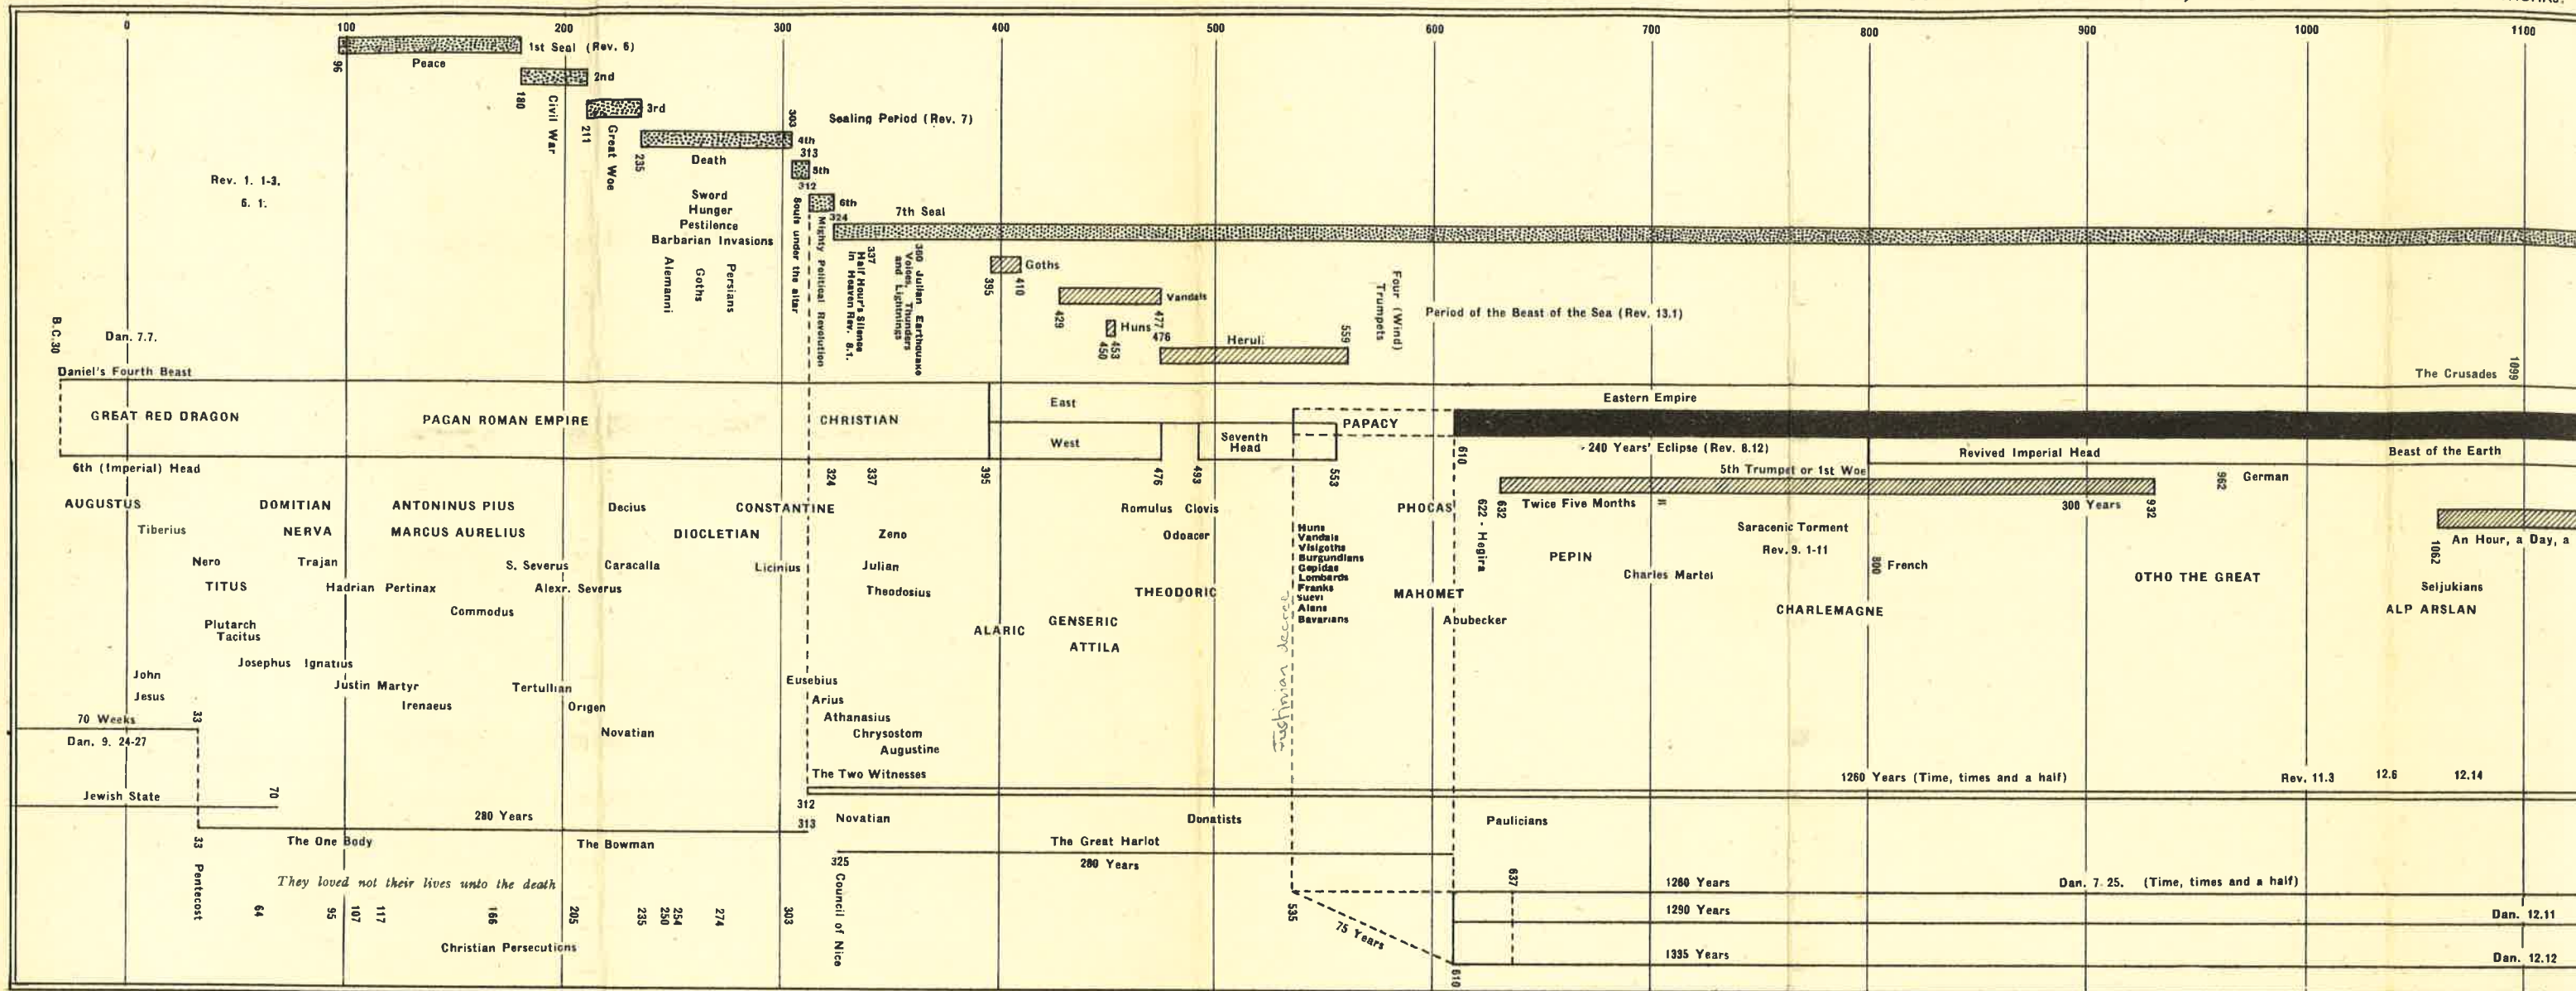 0 100 200 300 400 500 600 700 800 900 1000 1100
1st Seal (Rev. 6)
96
Peace
2nd
180
Civil War
3rd
211
Great Woe
303
Sealing Period (Rev. 7)
4th
235
Death
313
5th
Rev. 1. 1-3.
6. 1.
312
Sword
Hunger
Pestilence
Barbarian Invasions
Souls under the altar
6th
324
7th Seal
Mighty Political Revolution
337
Half Hour's Silence
in Heaven Rev. 8.1.
360 Julian Earthquake
Voices, Thunders
and Lightnings
Alemanni
Goths
Persians
Goths
395
410
Vandals
429
477
Huns
450
453
476
Heruli
559
Four (Wind)
Trumpets
Period of the Beast of the Sea (Rev. 13.1)
B.C.30
Dan. 7.7.
Daniel's Fourth Beast
The Crusades
1099
GREAT RED DRAGON
PAGAN ROMAN EMPIRE
CHRISTIAN
East
West
Seventh
Head
PAPACY
Eastern Empire
240 Years' Eclipse (Rev. 8.12)
Revived Imperial Head
Beast of the Earth
6th (Imperial) Head
324
337
395
476
493
553
610
5th Trumpet or 1st Woe
962
German
632
Twice Five Months
=
300 Years
932
AUGUSTUS
DOMITIAN
ANTONINUS PIUS
Decius
CONSTANTINE
Romulus
Clovis
PHOCAS
622 - Hegira
Tiberius
NERVA
MARCUS AURELIUS
DIOCLETIAN
Zeno
Odoacer
Huns
Vandals
Visigoths
Burgundians
Gepidae
Lombards
Franks
Suevi
Alans
Bavarians
Saracenic Torment
Rev. 9. 1-11
1062
An Hour, a Day, a
Nero
Trajan
S. Severus
Caracalla
Licinius
Julian
PEPIN
800
French
TITUS
Hadrian
Pertinax
Alexr. Severus
Theodosius
THEODORIC
MAHOMET
Charles Martel
OTHO THE GREAT
Seljukians
Commodus
CHARLEMAGNE
ALP ARSLAN
Plutarch
Tacitus
ALARIC
GENSERIC
Abubecker
ATTILA
Justinian decree
Josephus
Ignatius
John
Jesus
Justin Martyr
Tertullian
Eusebius
Irenaeus
Origen
Arius
70 Weeks
33
Athanasius
Dan. 9. 24-27
Novatian
Chrysostom
Augustine
The Two Witnesses
1260 Years (Time, times and a half)
Rev. 11.3
12.6
12.14
Jewish State
70
312
280 Years
313
Novatian
Donatists
Paulicians
33 Pentecost
The One Body
The Bowman
The Great Harlot
325 Council of Nice
280 Years
They loved not their lives unto the death
637
1260 Years
Dan. 7. 25.
(Time, times and a half)
64
95
107
117
166
205
235
250
254
274
303
535
1290 Years
Dan. 12.11
75 Years
Christian Persecutions
1335 Years
Dan. 12.12
610